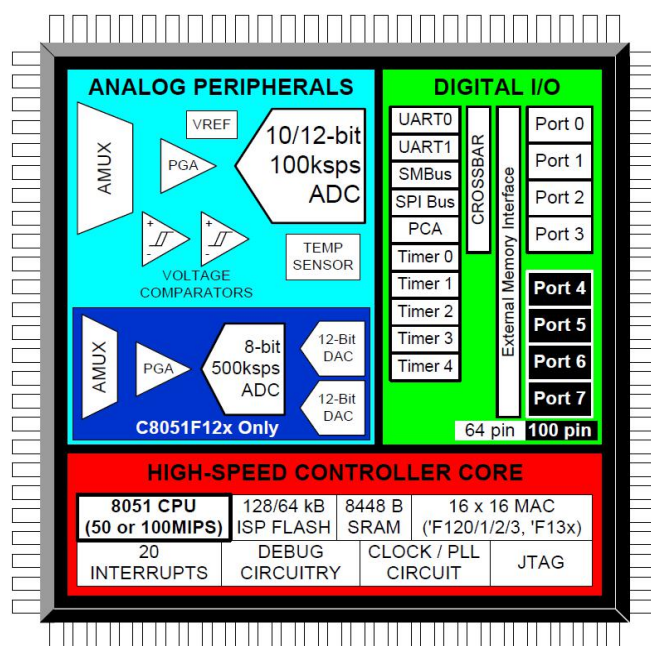 ANALOG PERIPHERALS
AMUX
VREF
PGA
10/12-bit
100ksps
ADC
+
-
+
-
VOLTAGE
COMPARATORS
TEMP
SENSOR
AMUX
PGA
8-bit
500ksps
ADC
12-Bit
DAC
12-Bit
DAC
C8051F12x Only
DIGITAL I/O
UART0
UART1
SMBus
SPI Bus
PCA
Timer 0
Timer 1
Timer 2
Timer 3
Timer 4
CROSSBAR
External Memory Interface
Port 0
Port 1
Port 2
Port 3
Port 4
Port 5
Port 6
Port 7
64 pin
100 pin
HIGH-SPEED CONTROLLER CORE
8051 CPU
(50 or 100MIPS)
128/64 kB
ISP FLASH
8448 B
SRAM
16 x 16 MAC
('F120/1/2/3, 'F13x)
20
INTERRUPTS
DEBUG
CIRCUITRY
CLOCK / PLL
CIRCUIT
JTAG